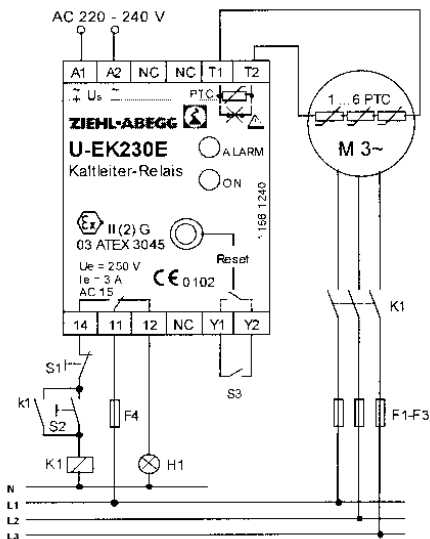 AC 220 - 240 V
A1 A2 NC NC T1 T2
Us PTC
1 ... 6 PTC
ZIEHL-ABEGG
U-EK230E
ALARM
M 3~
Kaltleiter-Relais
ON
Ex II (2) G
03 ATEX 3045
1156 1240
Reset
Ue = 250 V
Ie = 3 A
AC 15
CE 0102
K1
14 11 12 NC Y1 Y2
S1
S3
k1
S2
F4
F1-F3
K1
H1
N
L1
L2
L3